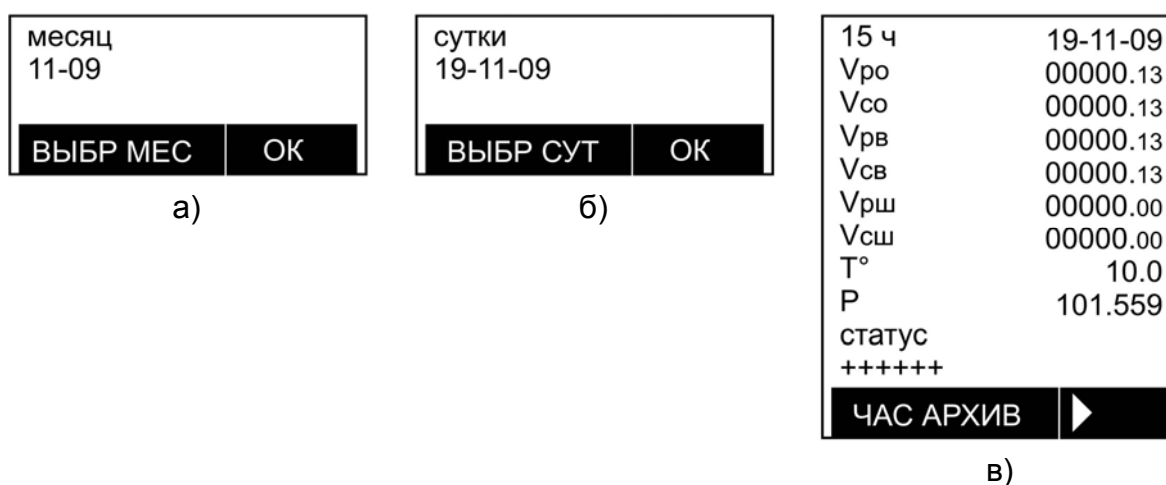 месяц
11-09
ВЫБР МЕС ОК
а)
сутки
19-11-09
ВЫБР СУТ ОК
б)
15 ч 19-11-09
Vро 00000.13
Vсо 00000.13
Vрв 00000.13
Vсв 00000.13
Vрш 00000.00
Vсш 00000.00
T° 10.0
P 101.559
статус
++++++
ЧАС АРХИВ
в)